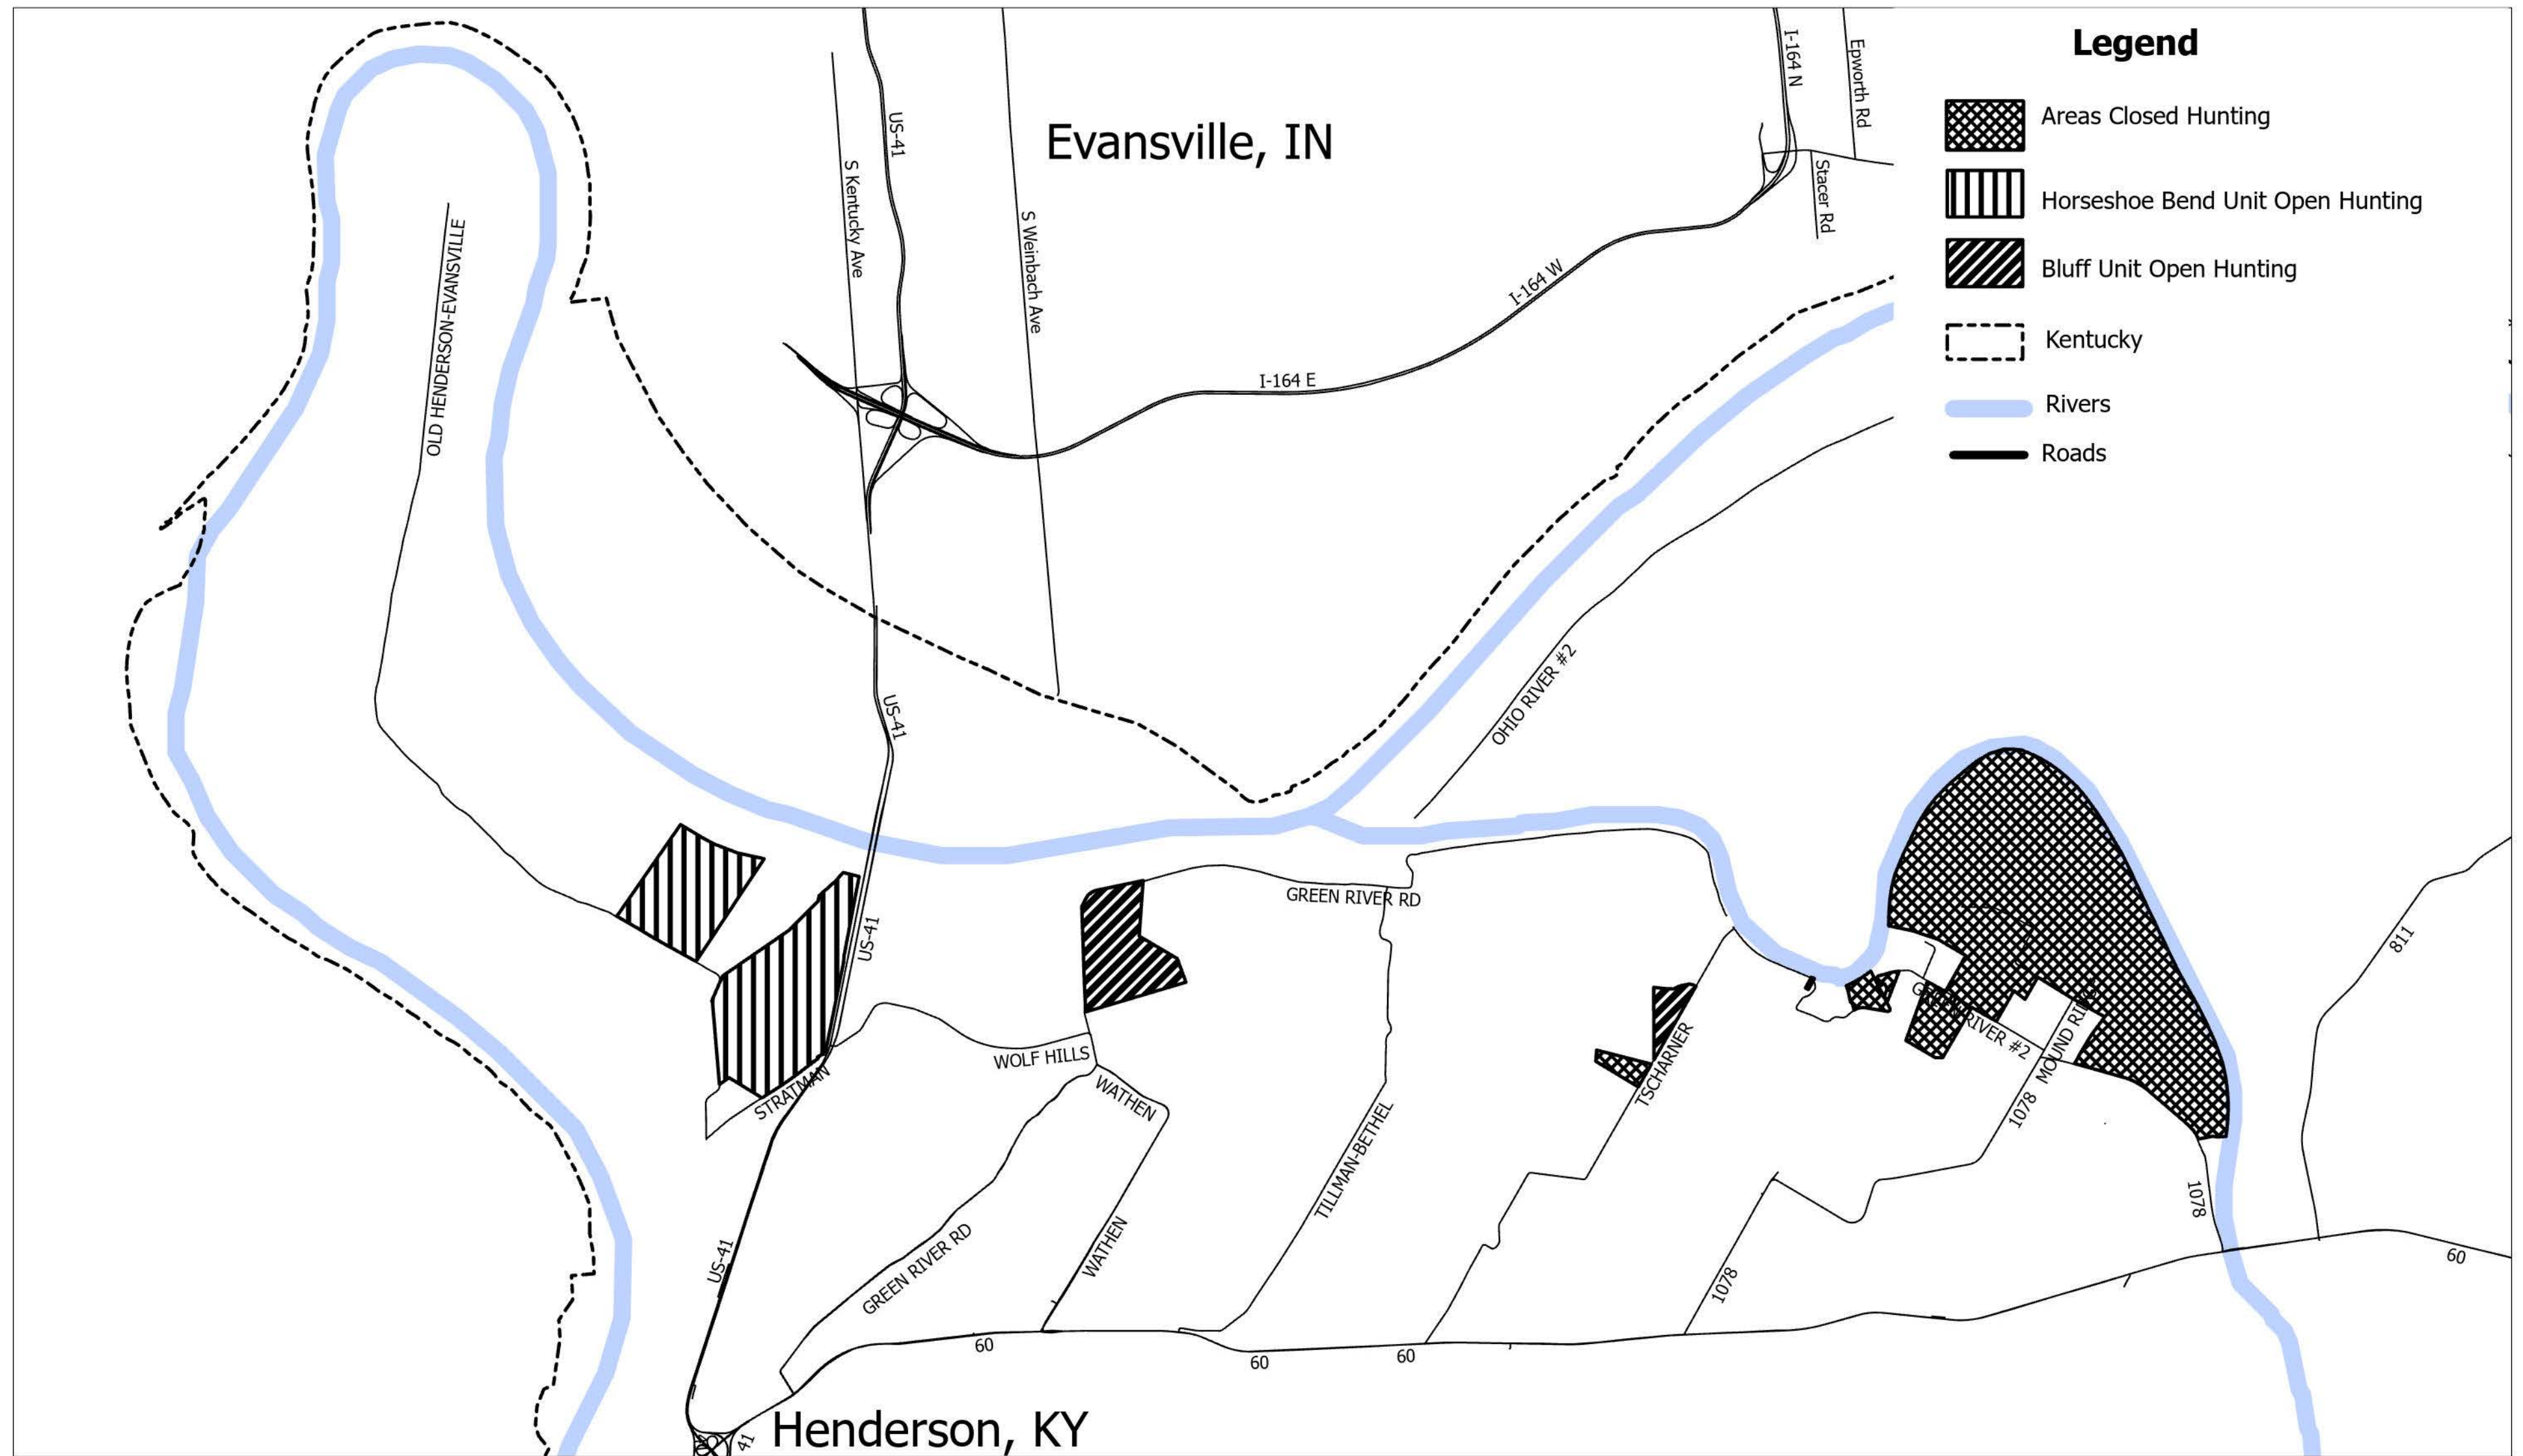 Legend
Areas Closed Hunting
Horseshoe Bend Unit Open Hunting
Bluff Unit Open Hunting
Kentucky
Rivers
Roads
I-164 N
Epworth Rd
US-41
Evansville, IN
S Kentucky Ave
Stacer Rd
S Weinbach Ave
OLD HENDERSON-EVANSVILLE
I-164 W
I-164 E
OHIO RIVER #2
US-41
GREEN RIVER RD
US-41
811
GREEN RIVER #2
MOUND RIDGE
WOLF HILLS
TSCHARNER
STRATMAN
WATHEN
1078
TILLMAN-BETHEL
1078
WATHEN
US-41
GREEN RIVER RD
60
1078
60
60
60
Henderson, KY
41